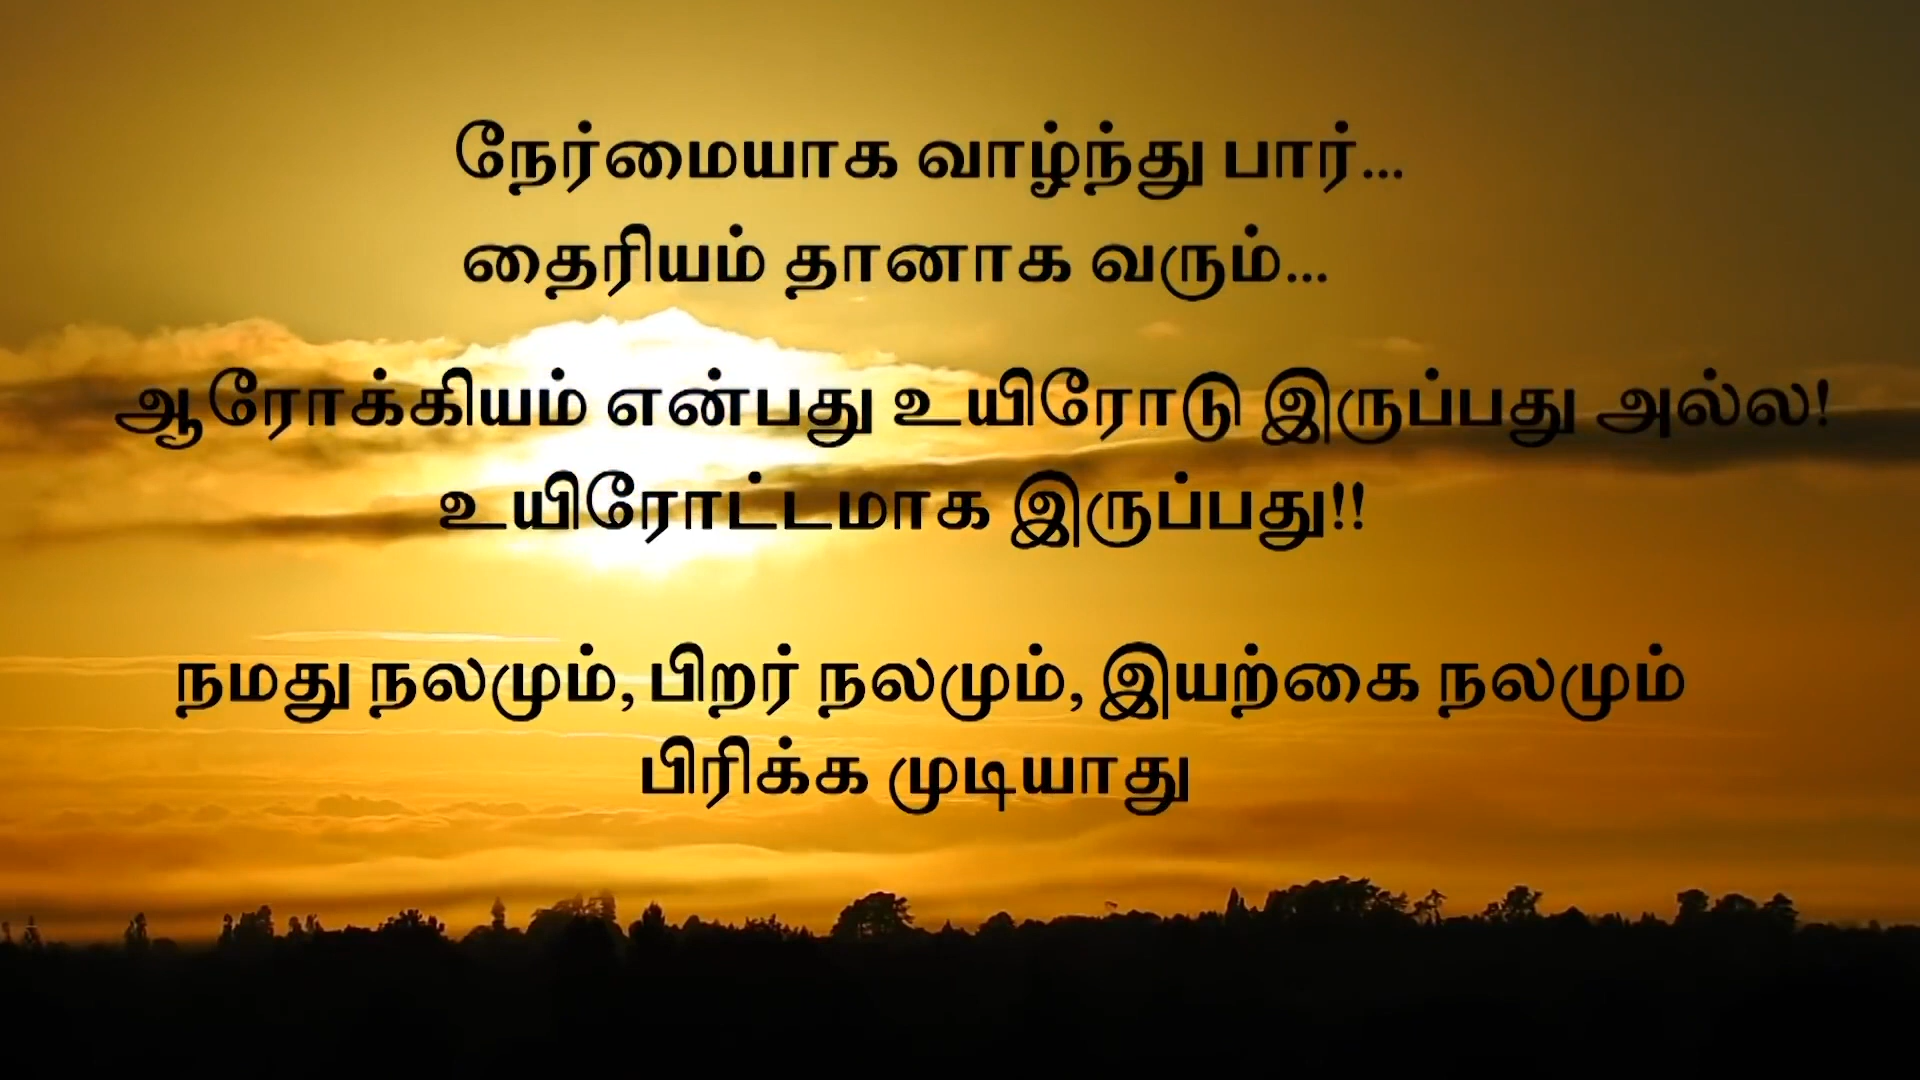 நேர்மையாக வாழ்ந்து பார்...
தைரியம் தானாக வரும்...
ஆரோக்கியம் என்பது உயிரோடு இருப்பது அல்ல!
உயிரோட்டமாக இருப்பது!!
நமது நலமும், பிறர் நலமும், இயற்கை நலமும்
பிரிக்க முடியாது